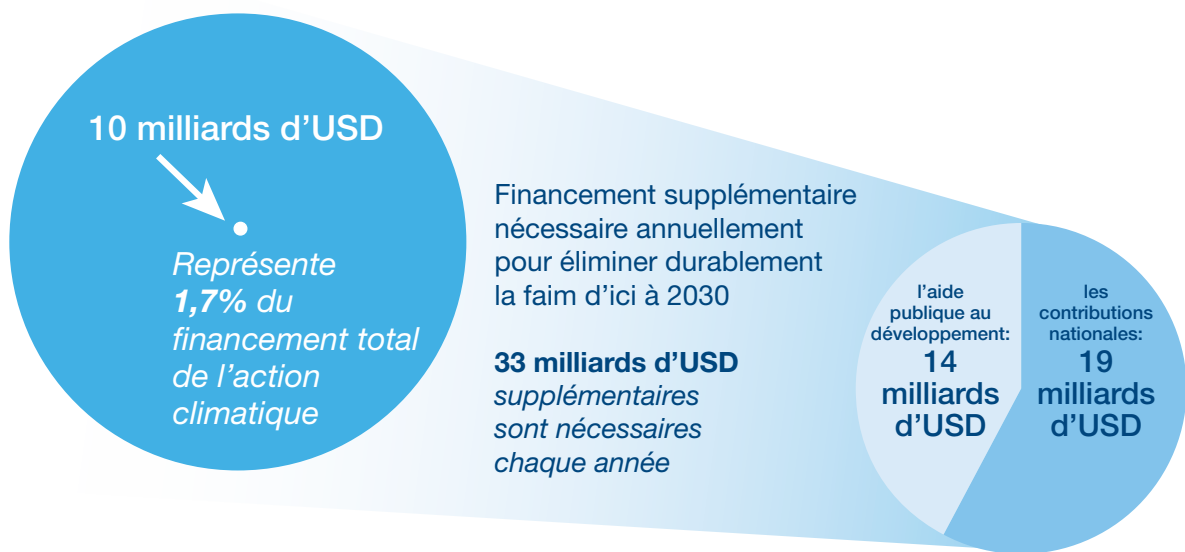 10 milliards d’USD
Représente
1,7% du
financement total
de l’action
climatique
Financement supplémentaire
nécessaire annuellement
pour éliminer durablement
la faim d’ici à 2030
33 milliards d’USD
supplémentaires
sont nécessaires
chaque année
l’aide
publique au
développement:
14
milliards
d’USD
les
contributions
nationales:
19
milliards
d’USD